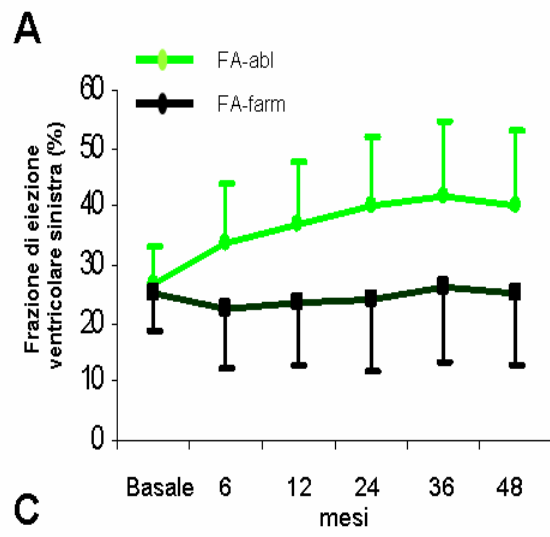 A
FA-abl
FA-farm
Frazione di eiezione
ventricolare sinistra (%)
60
50
40
30
20
10
0
Basale 6 12 24 36 48
mesi
C